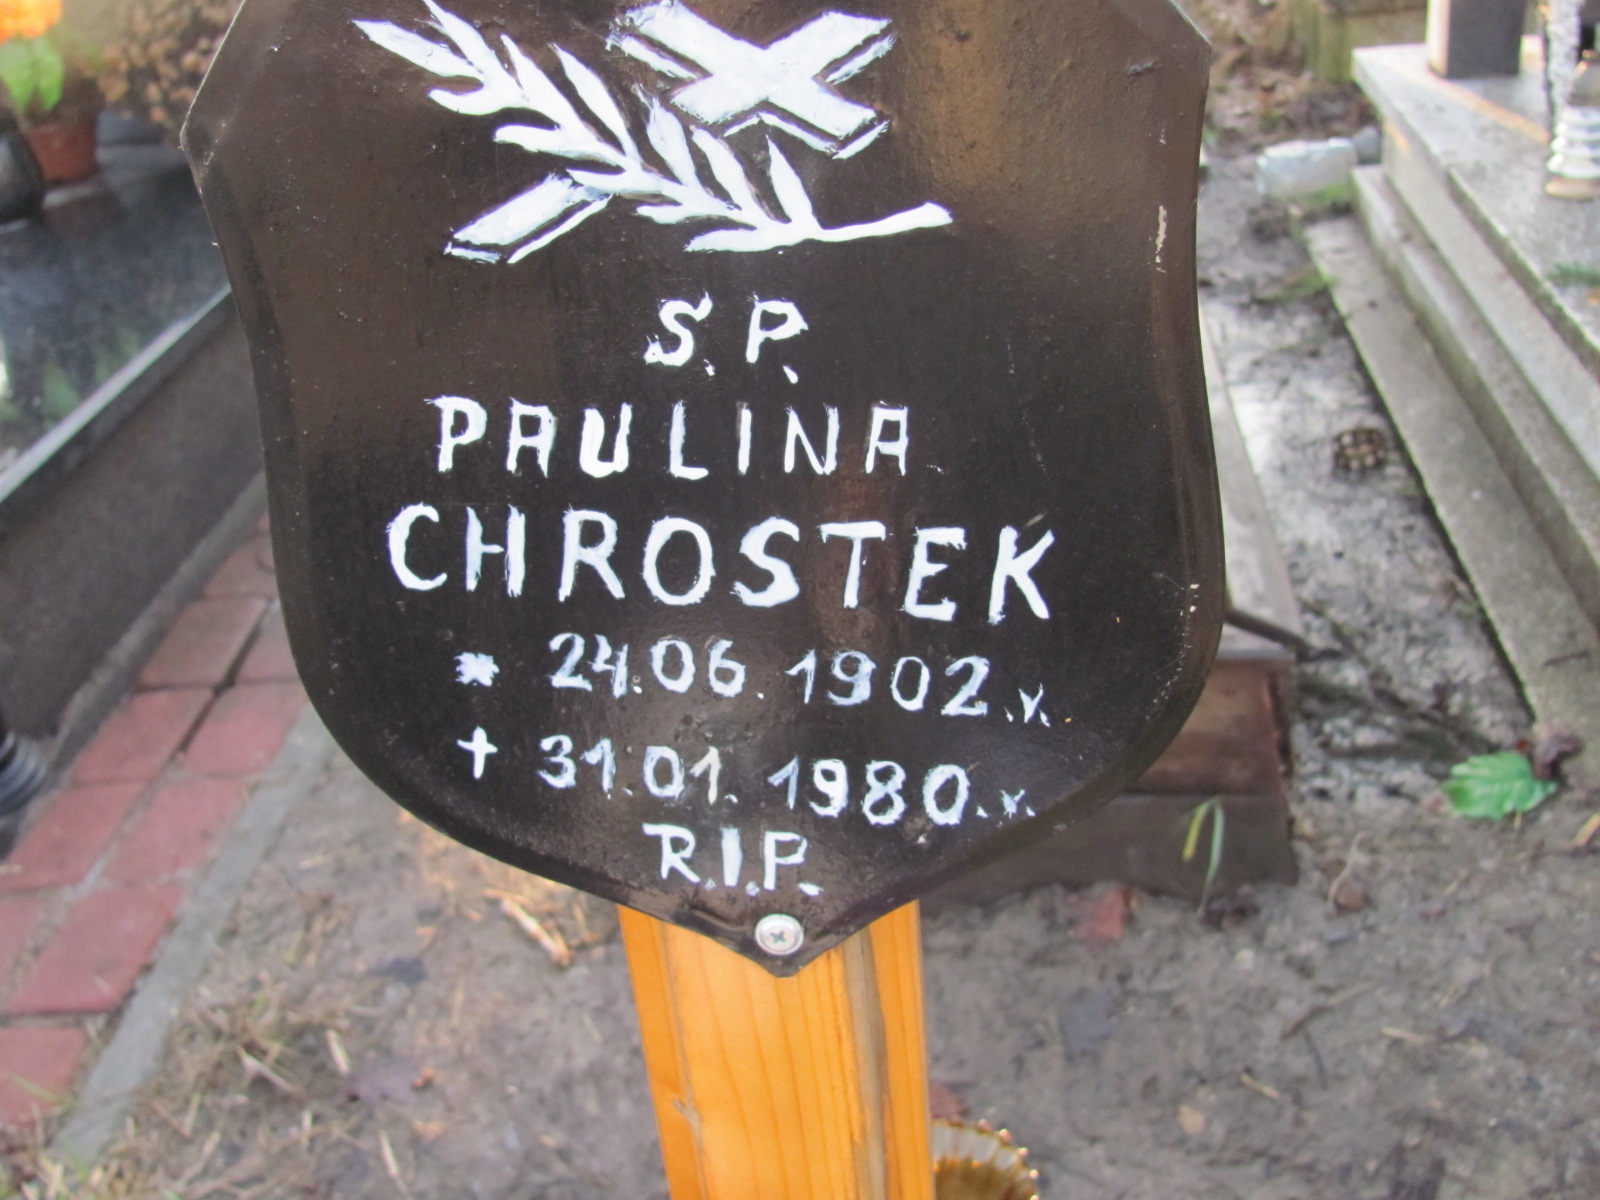 Ś.P.
PAULINA
CHROSTEK
* 24.06.1902.r.
+ 31.01.1980.r.
R.I.P.